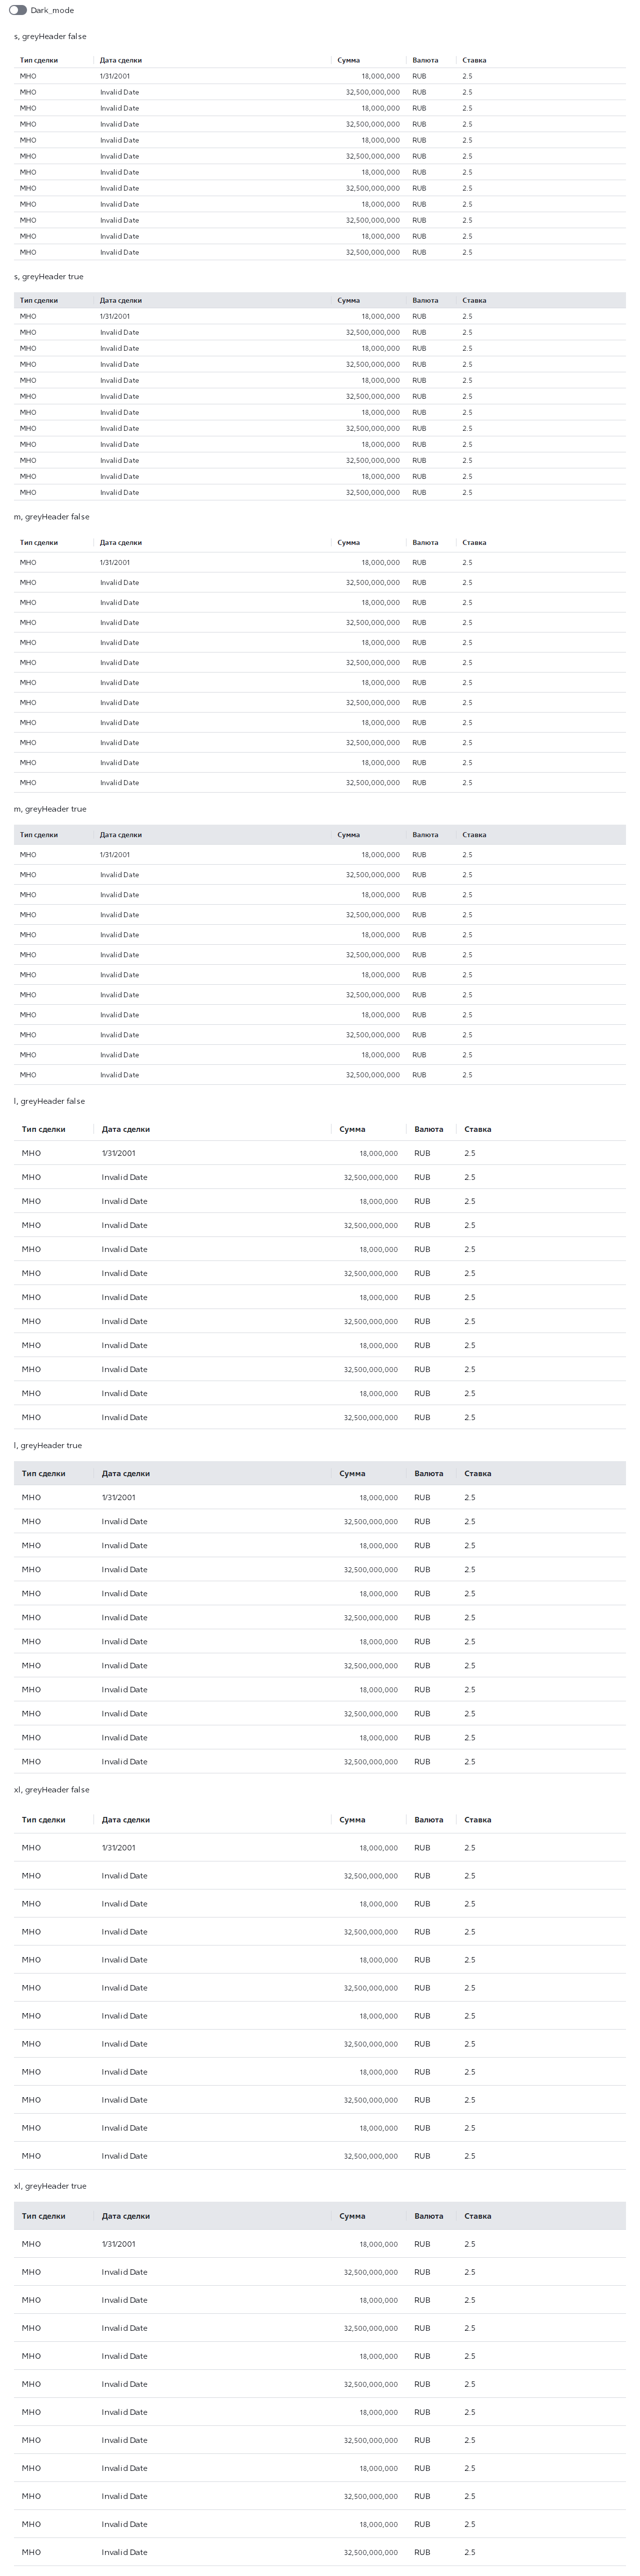 Dark_mode
s, greyHeader false
Тип сделки Дата сделки Сумма Валюта Ставка
МНО 1/31/2001 18,000,000 RUB 2.5
МНО Invalid Date 32,500,000,000 RUB 2.5
МНО Invalid Date 18,000,000 RUB 2.5
МНО Invalid Date 32,500,000,000 RUB 2.5
МНО Invalid Date 18,000,000 RUB 2.5
МНО Invalid Date 32,500,000,000 RUB 2.5
МНО Invalid Date 18,000,000 RUB 2.5
МНО Invalid Date 32,500,000,000 RUB 2.5
МНО Invalid Date 18,000,000 RUB 2.5
МНО Invalid Date 32,500,000,000 RUB 2.5
МНО Invalid Date 18,000,000 RUB 2.5
МНО Invalid Date 32,500,000,000 RUB 2.5
s, greyHeader true
Тип сделки Дата сделки Сумма Валюта Ставка
МНО 1/31/2001 18,000,000 RUB 2.5
МНО Invalid Date 32,500,000,000 RUB 2.5
МНО Invalid Date 18,000,000 RUB 2.5
МНО Invalid Date 32,500,000,000 RUB 2.5
МНО Invalid Date 18,000,000 RUB 2.5
МНО Invalid Date 32,500,000,000 RUB 2.5
МНО Invalid Date 18,000,000 RUB 2.5
МНО Invalid Date 32,500,000,000 RUB 2.5
МНО Invalid Date 18,000,000 RUB 2.5
МНО Invalid Date 32,500,000,000 RUB 2.5
МНО Invalid Date 18,000,000 RUB 2.5
МНО Invalid Date 32,500,000,000 RUB 2.5
m, greyHeader false
Тип сделки Дата сделки Сумма Валюта Ставка
МНО 1/31/2001 18,000,000 RUB 2.5
МНО Invalid Date 32,500,000,000 RUB 2.5
МНО Invalid Date 18,000,000 RUB 2.5
МНО Invalid Date 32,500,000,000 RUB 2.5
МНО Invalid Date 18,000,000 RUB 2.5
МНО Invalid Date 32,500,000,000 RUB 2.5
МНО Invalid Date 18,000,000 RUB 2.5
МНО Invalid Date 32,500,000,000 RUB 2.5
МНО Invalid Date 18,000,000 RUB 2.5
МНО Invalid Date 32,500,000,000 RUB 2.5
МНО Invalid Date 18,000,000 RUB 2.5
МНО Invalid Date 32,500,000,000 RUB 2.5
m, greyHeader true
Тип сделки Дата сделки Сумма Валюта Ставка
МНО 1/31/2001 18,000,000 RUB 2.5
МНО Invalid Date 32,500,000,000 RUB 2.5
МНО Invalid Date 18,000,000 RUB 2.5
МНО Invalid Date 32,500,000,000 RUB 2.5
МНО Invalid Date 18,000,000 RUB 2.5
МНО Invalid Date 32,500,000,000 RUB 2.5
МНО Invalid Date 18,000,000 RUB 2.5
МНО Invalid Date 32,500,000,000 RUB 2.5
МНО Invalid Date 18,000,000 RUB 2.5
МНО Invalid Date 32,500,000,000 RUB 2.5
МНО Invalid Date 18,000,000 RUB 2.5
МНО Invalid Date 32,500,000,000 RUB 2.5
l, greyHeader false
Тип сделки Дата сделки Сумма Валюта Ставка
МНО 1/31/2001 18,000,000 RUB 2.5
МНО Invalid Date 32,500,000,000 RUB 2.5
МНО Invalid Date 18,000,000 RUB 2.5
МНО Invalid Date 32,500,000,000 RUB 2.5
МНО Invalid Date 18,000,000 RUB 2.5
МНО Invalid Date 32,500,000,000 RUB 2.5
МНО Invalid Date 18,000,000 RUB 2.5
МНО Invalid Date 32,500,000,000 RUB 2.5
МНО Invalid Date 18,000,000 RUB 2.5
МНО Invalid Date 32,500,000,000 RUB 2.5
МНО Invalid Date 18,000,000 RUB 2.5
МНО Invalid Date 32,500,000,000 RUB 2.5
l, greyHeader true
Тип сделки Дата сделки Сумма Валюта Ставка
МНО 1/31/2001 18,000,000 RUB 2.5
МНО Invalid Date 32,500,000,000 RUB 2.5
МНО Invalid Date 18,000,000 RUB 2.5
МНО Invalid Date 32,500,000,000 RUB 2.5
МНО Invalid Date 18,000,000 RUB 2.5
МНО Invalid Date 32,500,000,000 RUB 2.5
МНО Invalid Date 18,000,000 RUB 2.5
МНО Invalid Date 32,500,000,000 RUB 2.5
МНО Invalid Date 18,000,000 RUB 2.5
МНО Invalid Date 32,500,000,000 RUB 2.5
МНО Invalid Date 18,000,000 RUB 2.5
МНО Invalid Date 32,500,000,000 RUB 2.5
xl, greyHeader false
Тип сделки Дата сделки Сумма Валюта Ставка
МНО 1/31/2001 18,000,000 RUB 2.5
МНО Invalid Date 32,500,000,000 RUB 2.5
МНО Invalid Date 18,000,000 RUB 2.5
МНО Invalid Date 32,500,000,000 RUB 2.5
МНО Invalid Date 18,000,000 RUB 2.5
МНО Invalid Date 32,500,000,000 RUB 2.5
МНО Invalid Date 18,000,000 RUB 2.5
МНО Invalid Date 32,500,000,000 RUB 2.5
МНО Invalid Date 18,000,000 RUB 2.5
МНО Invalid Date 32,500,000,000 RUB 2.5
МНО Invalid Date 18,000,000 RUB 2.5
МНО Invalid Date 32,500,000,000 RUB 2.5
xl, greyHeader true
Тип сделки Дата сделки Сумма Валюта Ставка
МНО 1/31/2001 18,000,000 RUB 2.5
МНО Invalid Date 32,500,000,000 RUB 2.5
МНО Invalid Date 18,000,000 RUB 2.5
МНО Invalid Date 32,500,000,000 RUB 2.5
МНО Invalid Date 18,000,000 RUB 2.5
МНО Invalid Date 32,500,000,000 RUB 2.5
МНО Invalid Date 18,000,000 RUB 2.5
МНО Invalid Date 32,500,000,000 RUB 2.5
МНО Invalid Date 18,000,000 RUB 2.5
МНО Invalid Date 32,500,000,000 RUB 2.5
МНО Invalid Date 18,000,000 RUB 2.5
МНО Invalid Date 32,500,000,000 RUB 2.5